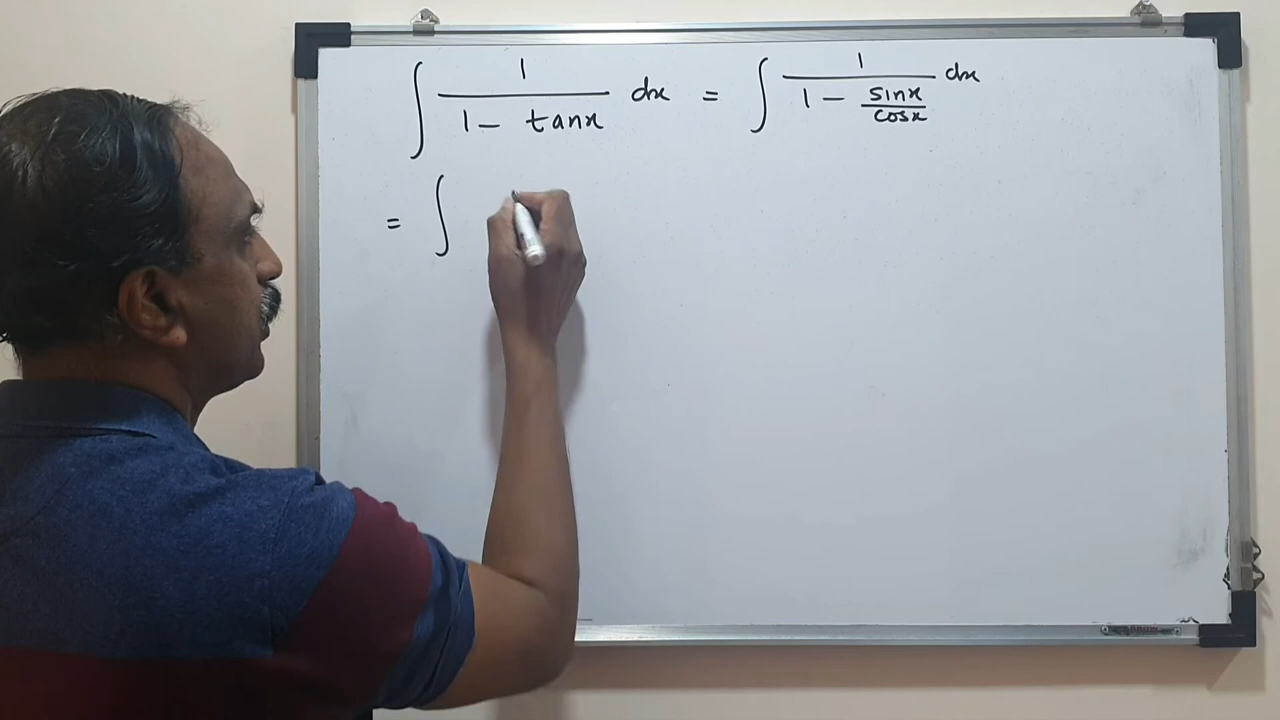 ∫ 1/(1 - tanx) dx = ∫ 1/(1 - sinx/cosx) dx
= ∫